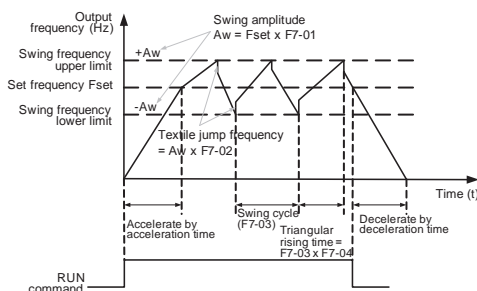 Output
frequency (Hz)
Swing amplitude
Aw = Fset x F7-01
Swing frequency
upper limit
+Aw
Set frequency Fset
Swing frequency
lower limit
-Aw
Textile jump frequency
= Aw x F7-02
Time (t)
Accelerate by
acceleration time
Swing cycle
(F7-03)
Triangular
rising time =
F7-03 x F7-04
Decelerate by
deceleration time
RUN
command